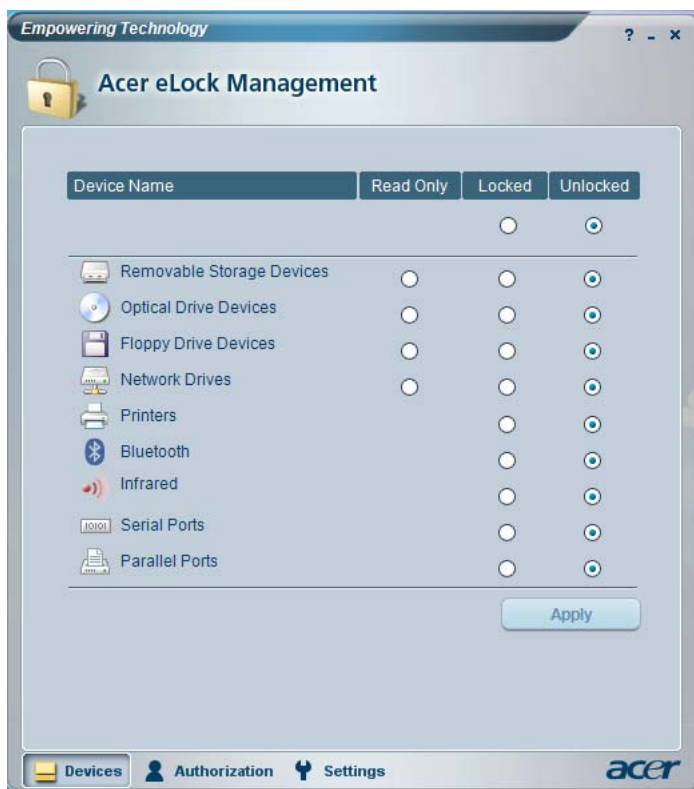 Empowering Technology
? - ×
Acer eLock Management
Device Name Read Only Locked Unlocked
Removable Storage Devices
Optical Drive Devices
Floppy Drive Devices
Network Drives
Printers
Bluetooth
Infrared
10101 Serial Ports
Parallel Ports
Apply
Devices Authorization Settings acer